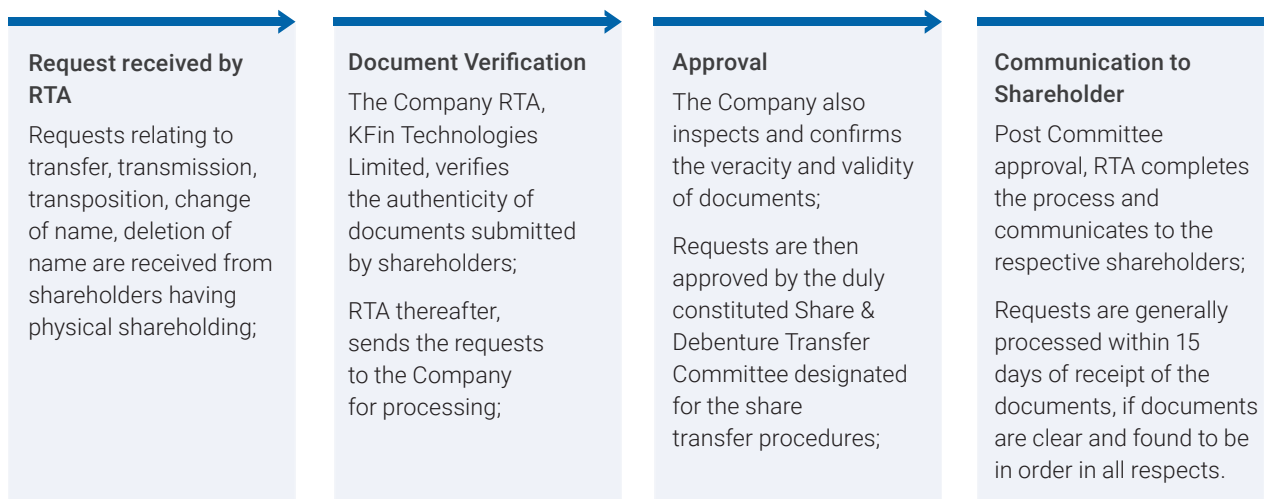 Request received by
RTA
Requests relating to
transfer, transmission,
transposition, change
of name, deletion of
name are received from
shareholders having
physical shareholding;
Document Verification
The Company RTA,
KFin Technologies
Limited, verifies
the authenticity of
documents submitted
by shareholders;
RTA thereafter,
sends the requests
to the Company
for processing;
Approval
The Company also
inspects and confirms
the veracity and validity
of documents;
Requests are then
approved by the duly
constituted Share &
Debenture Transfer
Committee designated
for the share
transfer procedures;
Communication to
Shareholder
Post Committee
approval, RTA completes
the process and
communicates to the
respective shareholders;
Requests are generally
processed within 15
days of receipt of the
documents, if documents
are clear and found to be
in order in all respects.